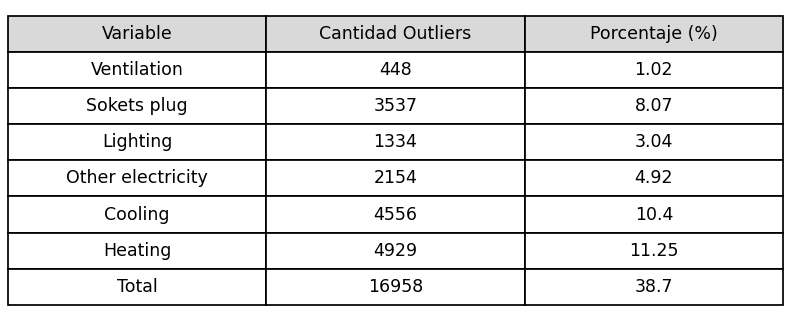 Variable Cantidad Outliers Porcentaje (%)
Ventilation 448 1.02
Sokets plug 3537 8.07
Lighting 1334 3.04
Other electricity 2154 4.92
Cooling 4556 10.4
Heating 4929 11.25
Total 16958 38.7